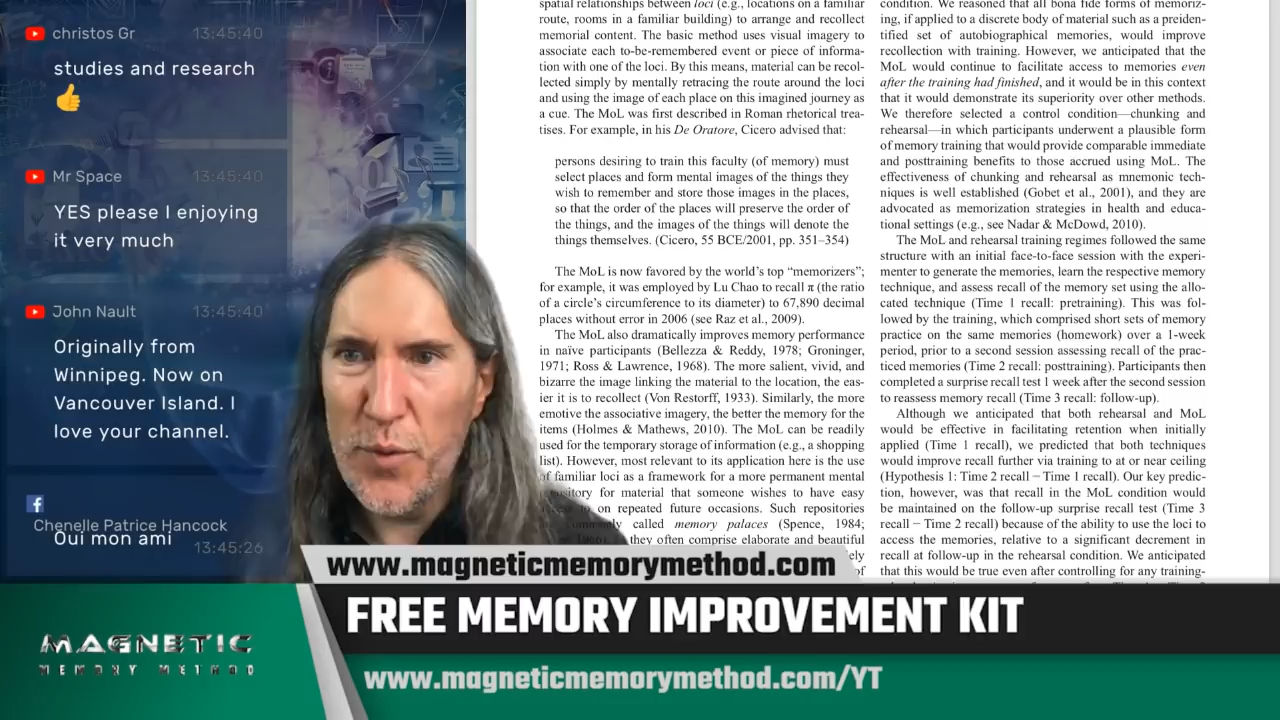 christos Gr 13:45:40
studies and research
👍
Mr Space 13:45:40
YES please I enjoying
it very much
John Nault 13:45:40
Originally from
Winnipeg. Now on
Vancouver Island. I
love your channel.
Chenelle Patrice Hancock
Oui mon ami
13:45:26
spatial relationships between loci (e.g., locations on a familiar
route, rooms in a familiar building) to arrange and recollect
memorial content. The basic method uses visual imagery to
associate each to-be-remembered event or piece of informa-
tion with one of the loci. By this means, material can be recol-
lected simply by mentally retracing the route around the loci
and using the image of each place on this imagined journey as
a cue. The MoL was first described in Roman rhetorical trea-
tises. For example, in his De Oratore, Cicero advised that:
persons desiring to train this faculty (of memory) must
select places and form mental images of the things they
wish to remember and store those images in the places,
so that the order of the places will preserve the order of
the things, and the images of the things will denote the
things themselves. (Cicero, 55 BCE/2001, pp. 351–354)
The MoL is now favored by the world's top “memorizers”;
for example, it was employed by Lu Chao to recall π (the ratio
of a circle's circumference to its diameter) to 67,890 decimal
places without error in 2006 (see Raz et al., 2009).
The MoL also dramatically improves memory performance
in naïve participants (Bellezza & Reddy, 1978; Groninger,
1971; Ross & Lawrence, 1968). The more salient, vivid, and
bizarre the image linking the material to the location, the eas-
ier it is to recollect (Von Restorff, 1933). Similarly, the more
emotive the associative imagery, the better the memory for the
items (Holmes & Mathews, 2010). The MoL can be readily
used for the temporary storage of information (e.g., a shopping
list). However, most relevant to its application here is the use
of familiar loci as a framework for a more permanent mental
for material that someone wishes to have easy
on repeated future occasions. Such repositories
called memory palaces (Spence, 1984;
they often comprise elaborate and beautiful
of
condition. We reasoned that all bona fide forms of memoriz-
ing, if applied to a discrete body of material such as a preiden-
tified set of autobiographical memories, would improve
recollection with training. However, we anticipated that the
MoL would continue to facilitate access to memories even
after the training had finished, and it would be in this context
that it would demonstrate its superiority over other methods.
We therefore selected a control condition—chunking and
rehearsal—in which participants underwent a plausible form
of memory training that would provide comparable immediate
and posttraining benefits to those accrued using MoL. The
effectiveness of chunking and rehearsal as mnemonic tech-
niques is well established (Gobet et al., 2001), and they are
advocated as memorization strategies in health and educa-
tional settings (e.g., see Nadar & McDowd, 2010).
The MoL and rehearsal training regimes followed the same
structure with an initial face-to-face session with the experi-
menter to generate the memories, learn the respective memory
technique, and assess recall of the memory set using the allo-
cated technique (Time 1 recall: pretraining). This was fol-
lowed by the training, which comprised short sets of memory
practice on the same memories (homework) over a 1-week
period, prior to a second session assessing recall of the prac-
ticed memories (Time 2 recall: posttraining). Participants then
completed a surprise recall test 1 week after the second session
to reassess memory recall (Time 3 recall: follow-up).
Although we anticipated that both rehearsal and MoL
would be effective in facilitating retention when initially
applied (Time 1 recall), we predicted that both techniques
would improve recall further via training to at or near ceiling
(Hypothesis 1: Time 2 recall − Time 1 recall). Our key predic-
tion, however, was that recall in the MoL condition would
be maintained on the follow-up surprise recall test (Time 3
recall − Time 2 recall) because of the ability to use the loci to
access the memories, relative to a significant decrement in
recall at follow-up in the rehearsal condition. We anticipated
that this would be true even after controlling for any training-
www.magneticmemorymethod.com
FREE MEMORY IMPROVEMENT KIT
www.magneticmemorymethod.com/YT
MAGNETIC
MEMORY METHOD